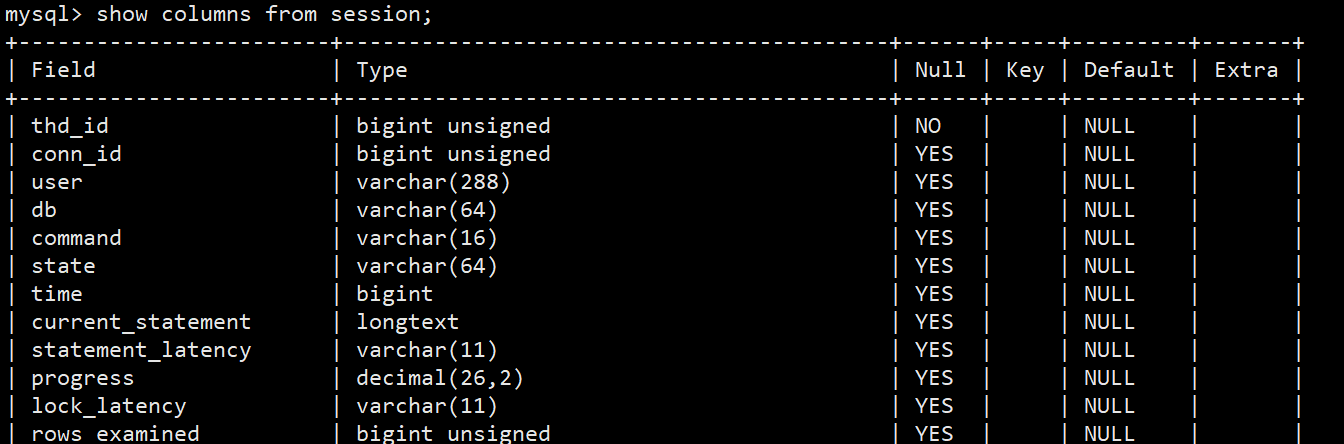 mysql> show columns from session;
+------------------------+------------------------------------------+------+-----+---------+-------+
| Field                  | Type                                     | Null | Key | Default | Extra |
+------------------------+------------------------------------------+------+-----+---------+-------+
| thd_id                 | bigint unsigned                          | NO   |     | NULL    |       |
| conn_id                | bigint unsigned                          | YES  |     | NULL    |       |
| user                   | varchar(288)                             | YES  |     | NULL    |       |
| db                     | varchar(64)                              | YES  |     | NULL    |       |
| command                | varchar(16)                              | YES  |     | NULL    |       |
| state                  | varchar(64)                              | YES  |     | NULL    |       |
| time                   | bigint                                   | YES  |     | NULL    |       |
| current_statement      | longtext                                 | YES  |     | NULL    |       |
| statement_latency      | varchar(11)                              | YES  |     | NULL    |       |
| progress               | decimal(26,2)                            | YES  |     | NULL    |       |
| lock_latency           | varchar(11)                              | YES  |     | NULL    |       |
| rows_examined          | bigint unsigned                          | YES  |     | NULL    |       |